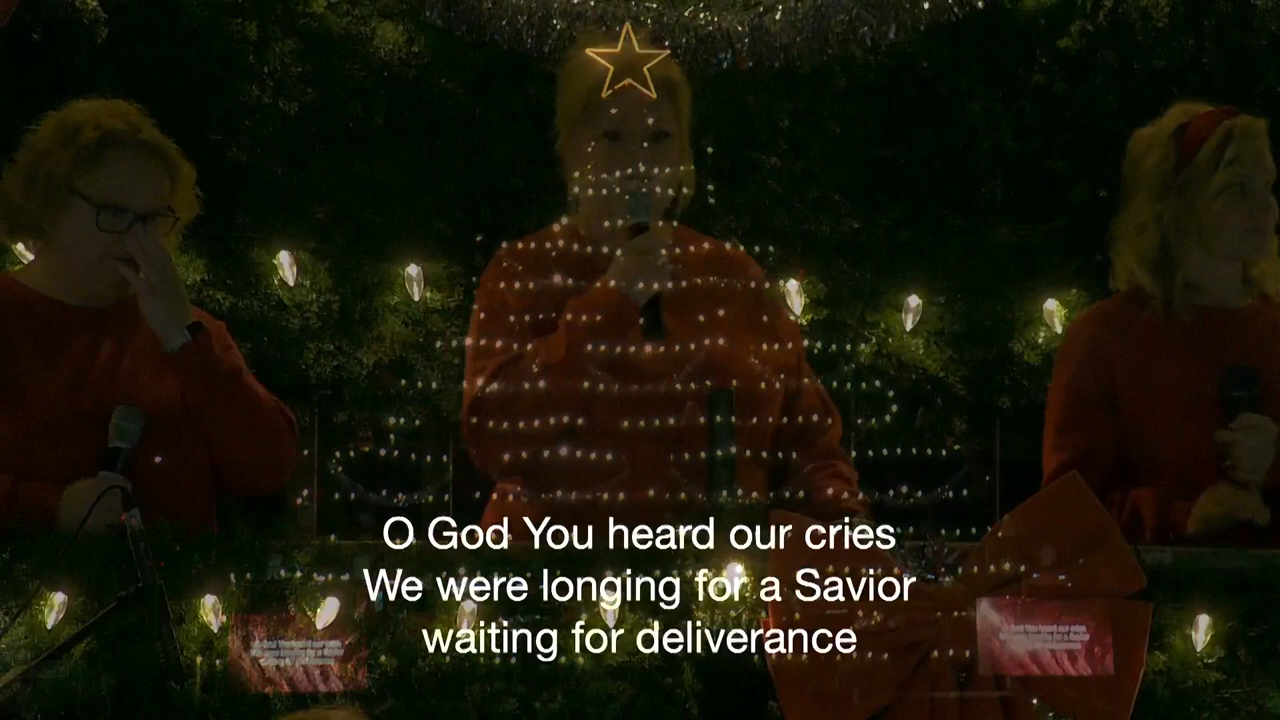 O God You heard our cries
We were longing for a Savior
waiting for deliverance